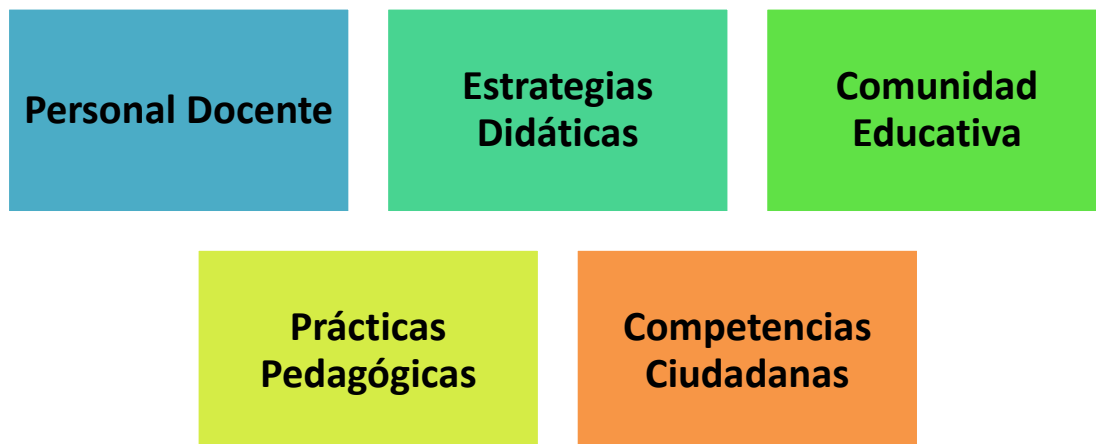 Personal Docente
Estrategias
Didáticas
Comunidad
Educativa
Prácticas
Pedagógicas
Competencias
Ciudadanas